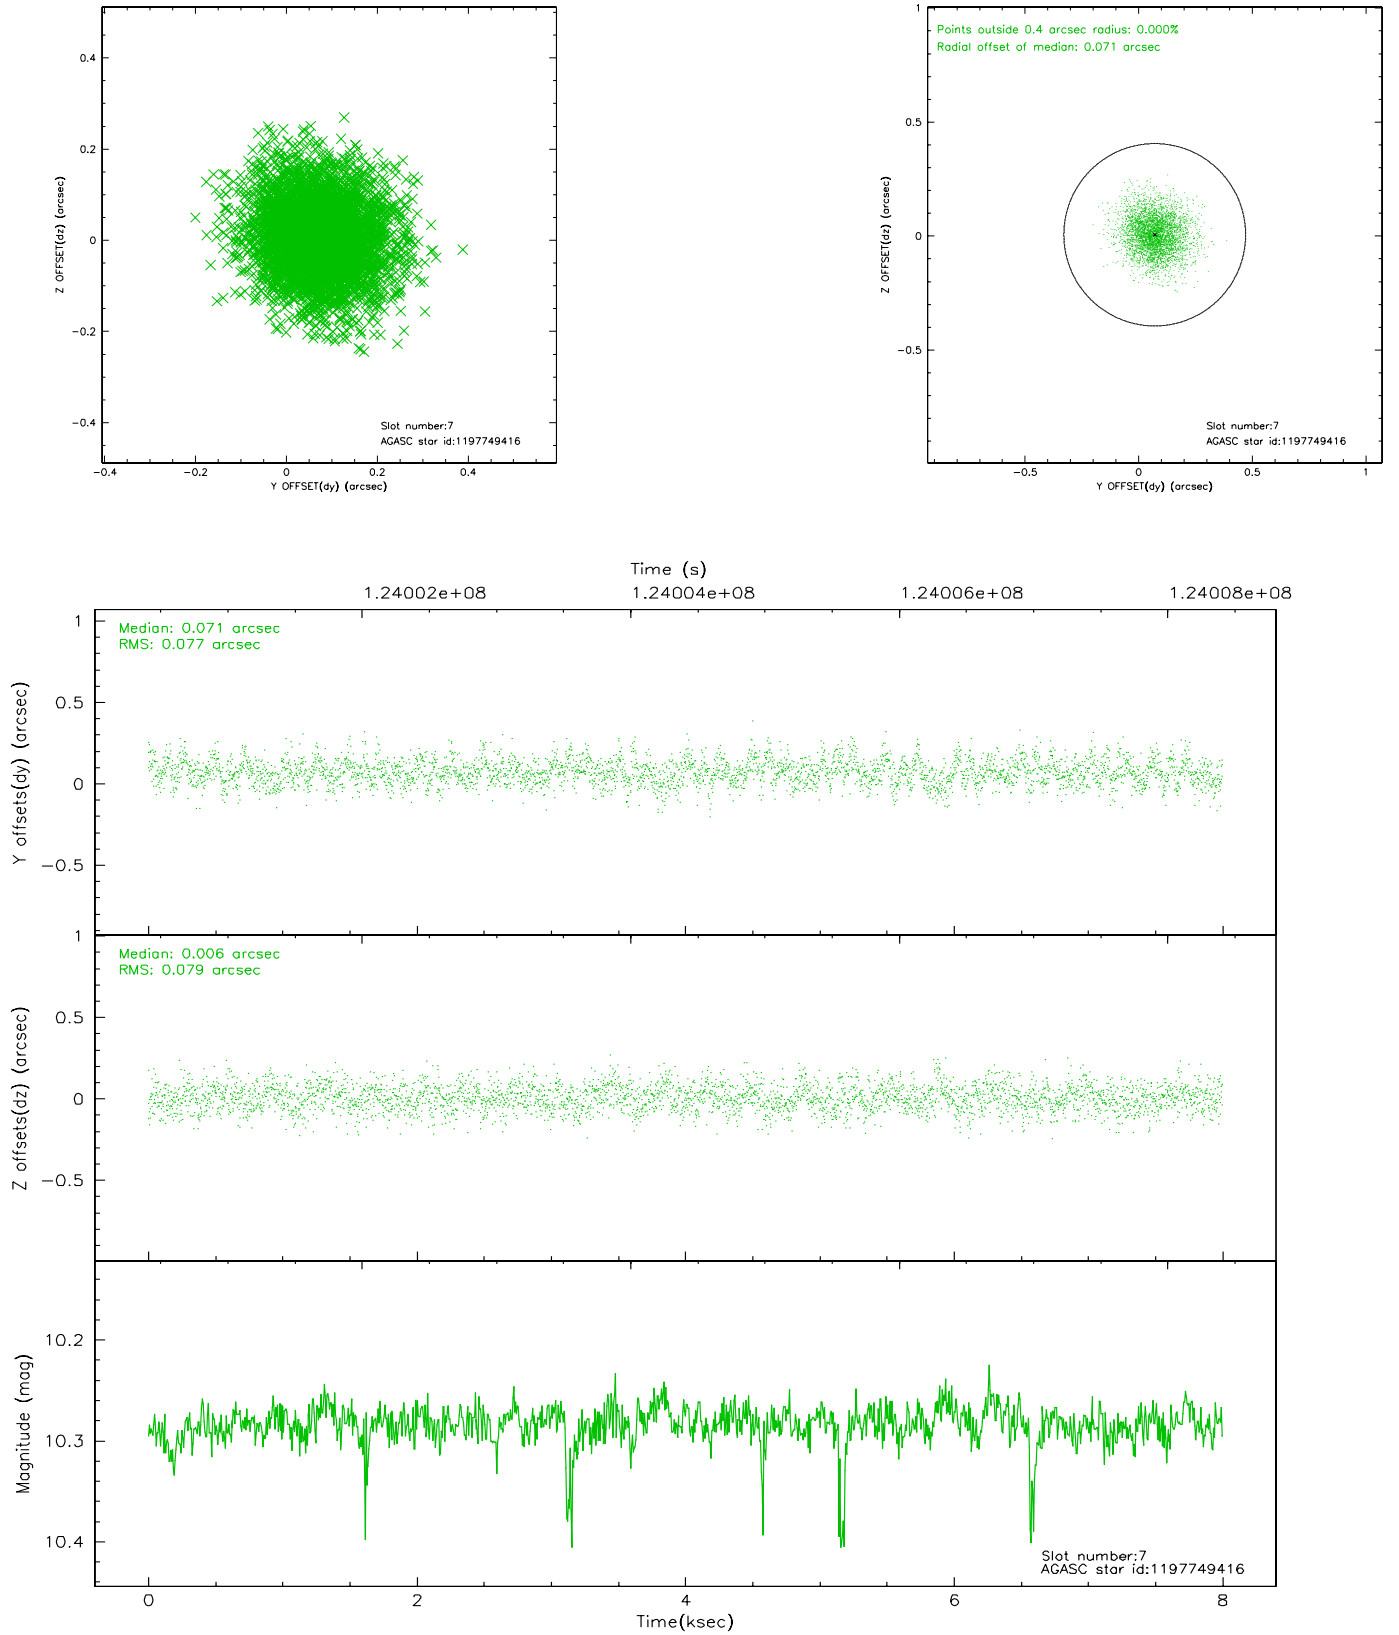 0.4
0.2
0
-0.2
-0.4
Z OFFSET(dz) (arcsec)
Slot number:7
AGASC star id:1197749416
-0.4 -0.2 0 0.2 0.4
Y OFFSET(dy) (arcsec)
Points outside 0.4 arcsec radius: 0.000%
Radial offset of median: 0.071 arcsec
1
0.5
0
-0.5
Z OFFSET(dz) (arcsec)
Slot number:7
AGASC star id:1197749416
-0.5 0 0.5 1
Y OFFSET(dy) (arcsec)
Time (s)
1.24002e+08 1.24004e+08 1.24006e+08 1.24008e+08
Median: 0.071 arcsec
RMS: 0.077 arcsec
1
0.5
0
-0.5
Y offsets(dy) (arcsec)
Median: 0.006 arcsec
RMS: 0.079 arcsec
1
0.5
0
-0.5
Z offsets(dz) (arcsec)
10.2
10.3
10.4
Magnitude (mag)
Slot number:7
AGASC star id:1197749416
0 2 4 6 8
Time(ksec)